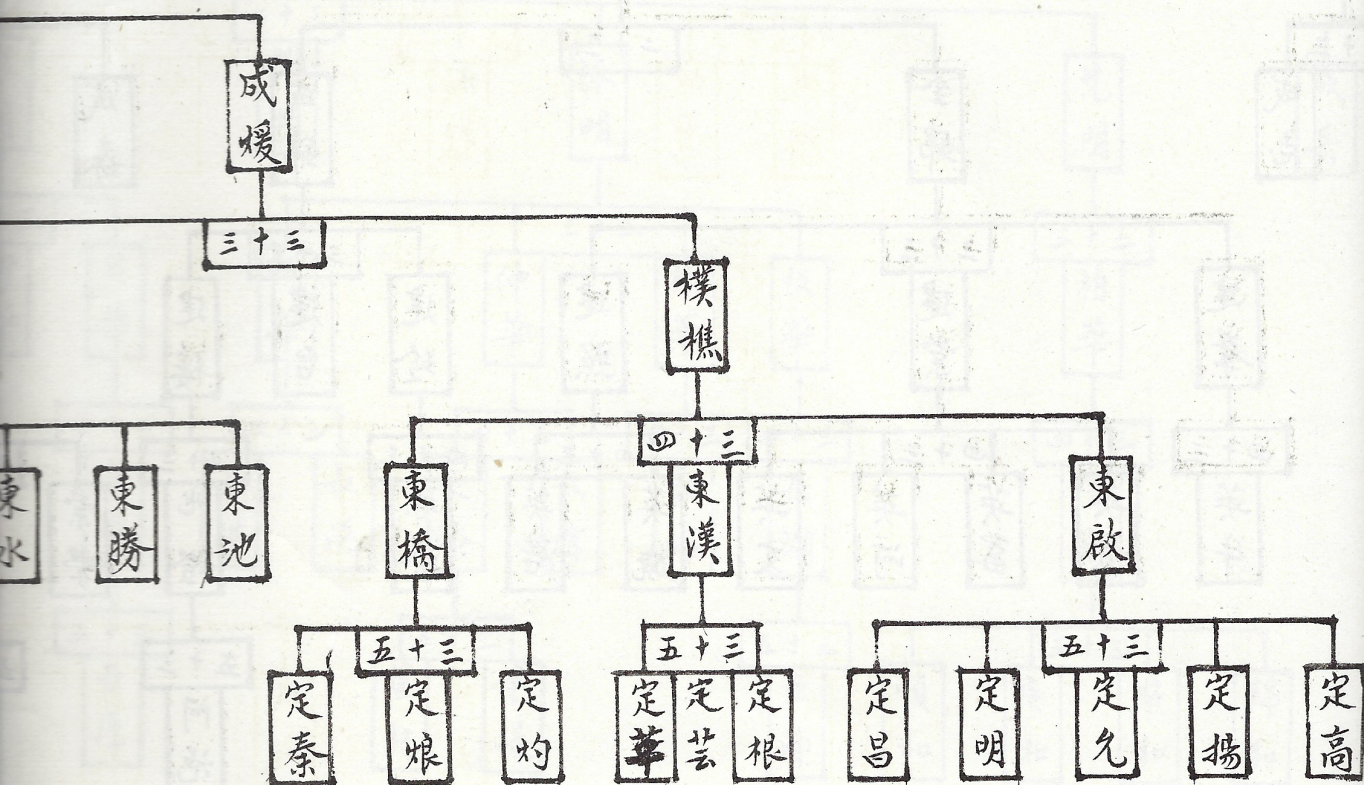 成煖
三十三
樸樵
四十三
東啟
東漢
東橋
東池
東勝
東水
五十三
五十三
五十三
定高
定揚
定允
定明
定昌
定根
定芸
定華
定灼
定烺
定秦